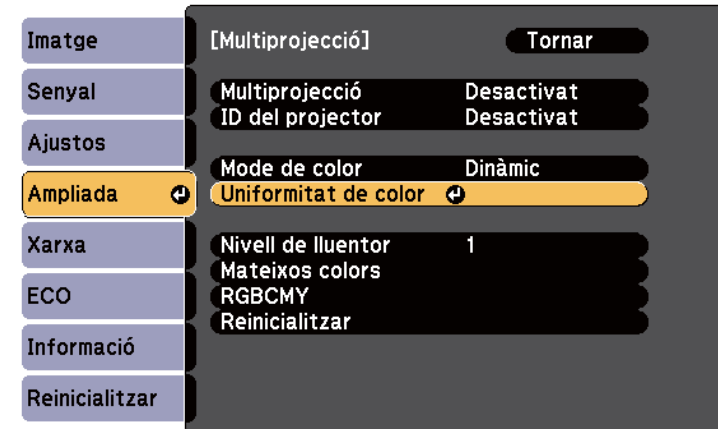 Imatge
Senyal
Ajustos
Ampliada
Xarxa
ECO
Informació
Reinicialitzar
[Multiprojecció] Tornar
Multiprojecció Desactivat
ID del projector Desactivat
Mode de color Dinàmic
Uniformitat de color
Nivell de lluentor 1
Mateixos colors
RGBCMY
Reinicialitzar